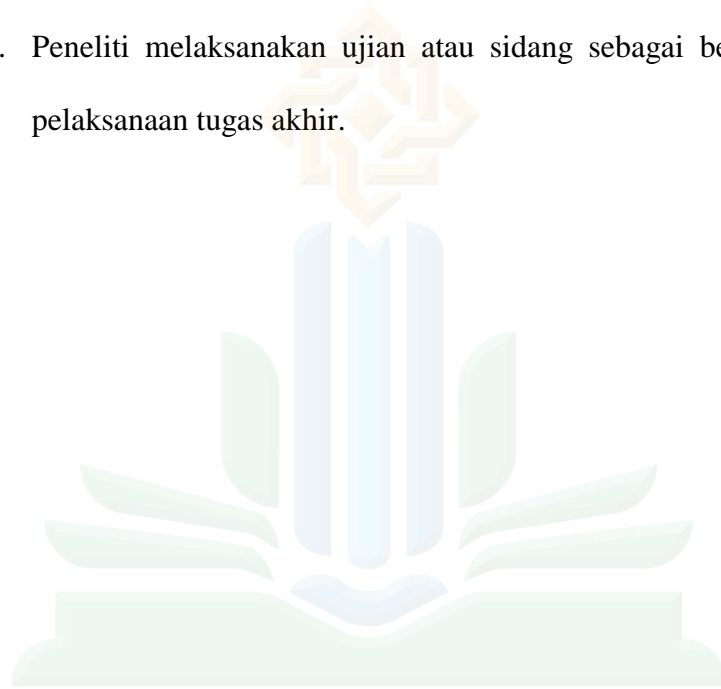 . Peneliti melaksanakan ujian atau sidang sebagai be
pelaksanaan tugas akhir.